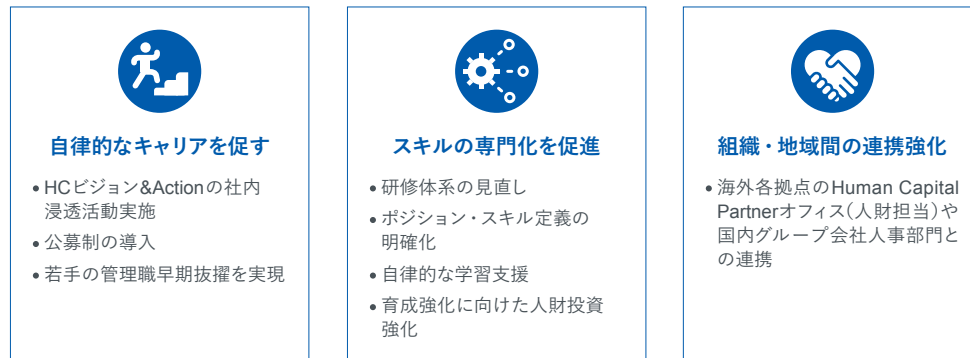 自律的なキャリアを促す
• HCビジョン&Actionの社内
浸透活動実施
• 公募制の導入
• 若手の管理職早期抜擢を実現
スキルの専門化を促進
• 研修体系の見直し
• ポジション・スキル定義の
明確化
• 自律的な学習支援
• 育成強化に向けた人財投資
強化
組織・地域間の連携強化
• 海外各拠点のHuman Capital
Partnerオフィス(人財担当)や
国内グループ会社人事部門と
の連携